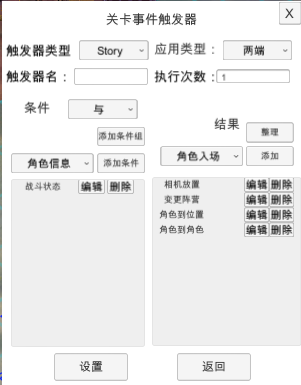 关卡事件触发器
X
触发器类型 Story 应用类型： 两端
触发器名： 执行次数： 1
条件 与
结果
添加条件组 整理
角色信息 添加条件 角色入场 添加
战斗状态 编辑 删除
相机放置 编辑 删除
变更阵营 编辑 删除
角色到位置 编辑 删除
角色到角色 编辑 删除
设置 返回